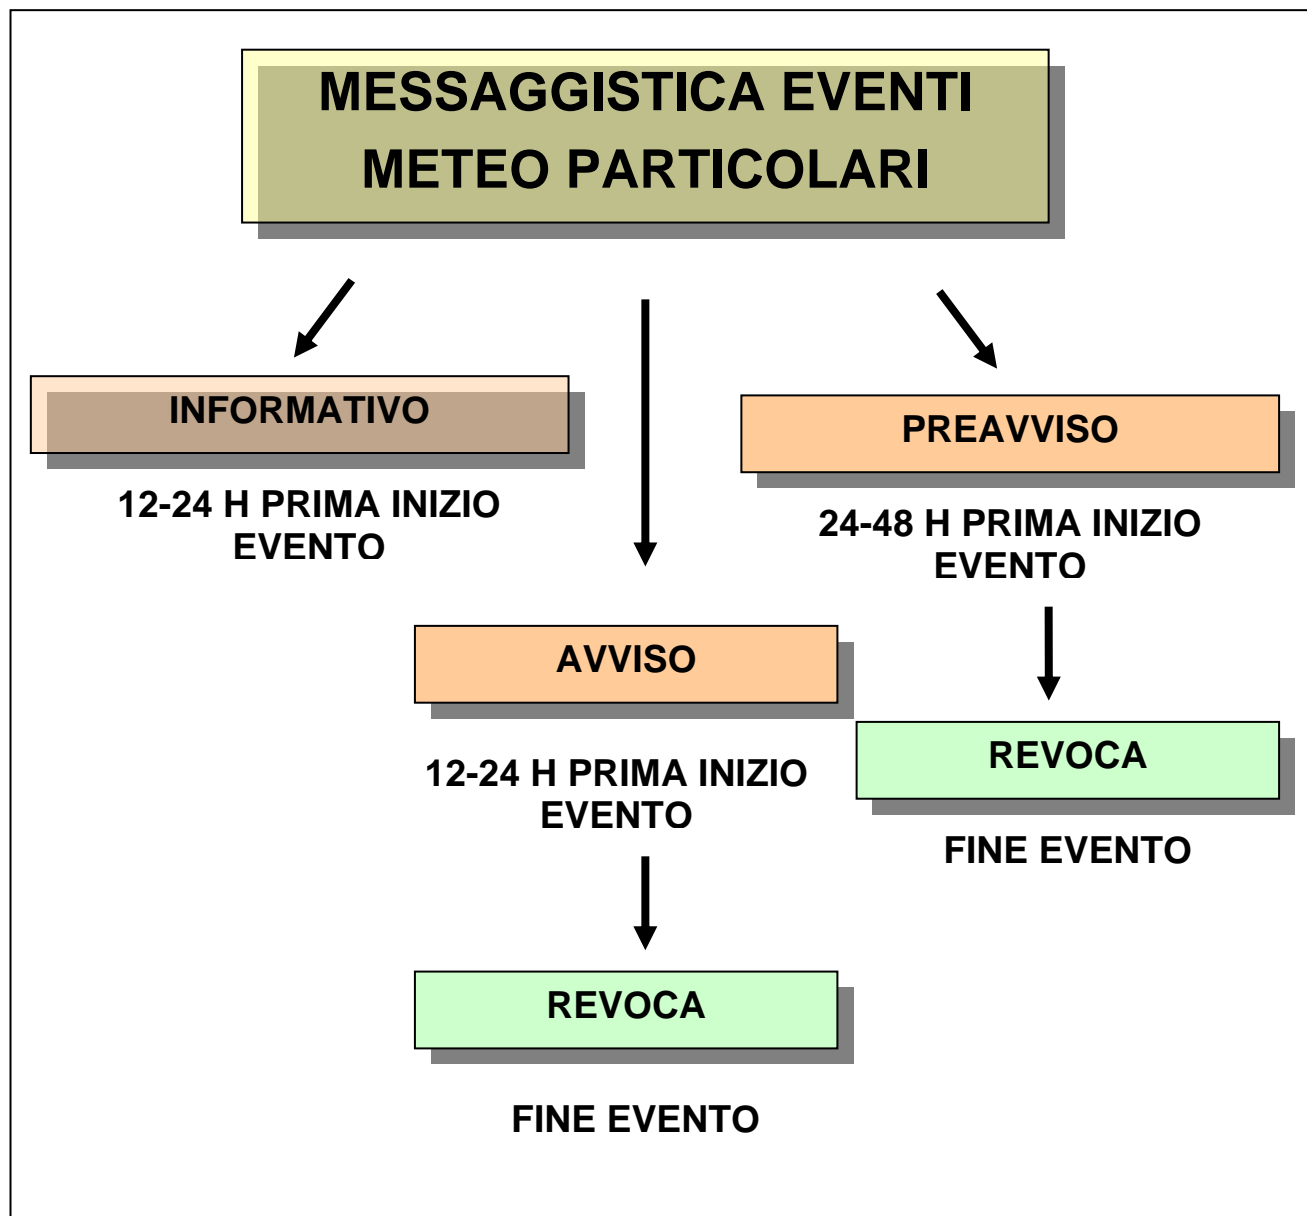 MESSAGGISTICA EVENTI
METEO PARTICOLARI
INFORMATIVO
12-24 H PRIMA INIZIO
EVENTO
PREAVVISO
24-48 H PRIMA INIZIO
EVENTO
AVVISO
12-24 H PRIMA INIZIO
EVENTO
REVOCA
FINE EVENTO
REVOCA
FINE EVENTO